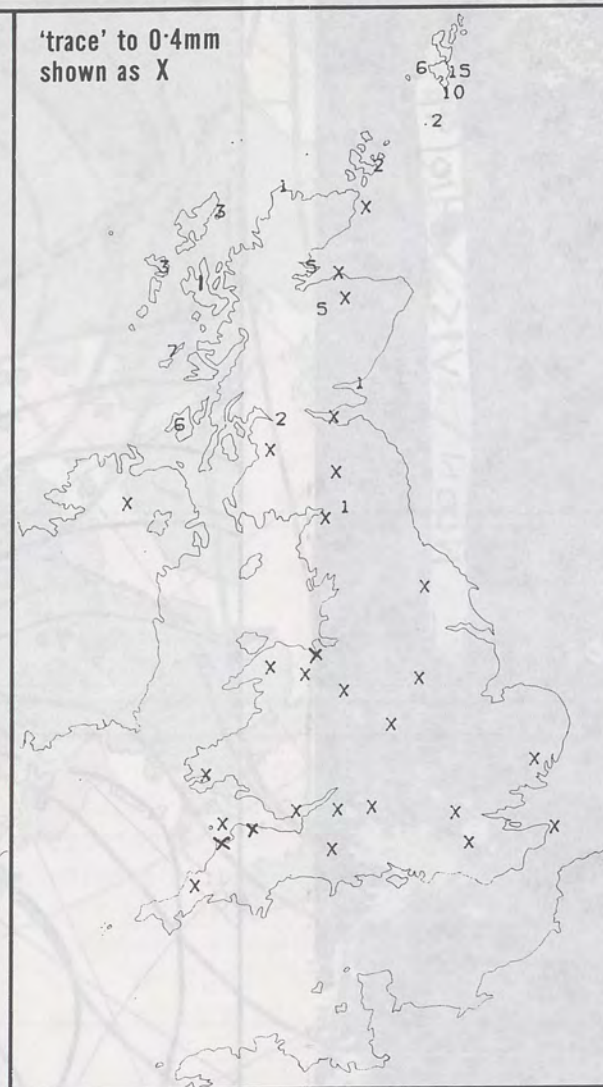 'trace' to 0·4mm
shown as X
6 15
10
2
2
1
3 X
3 5 X
1 X
5
7
1
X
6 2
X
X
X 1
X
X
X
X X X
X
X
X
X
X X X X
X X X
X X X
X